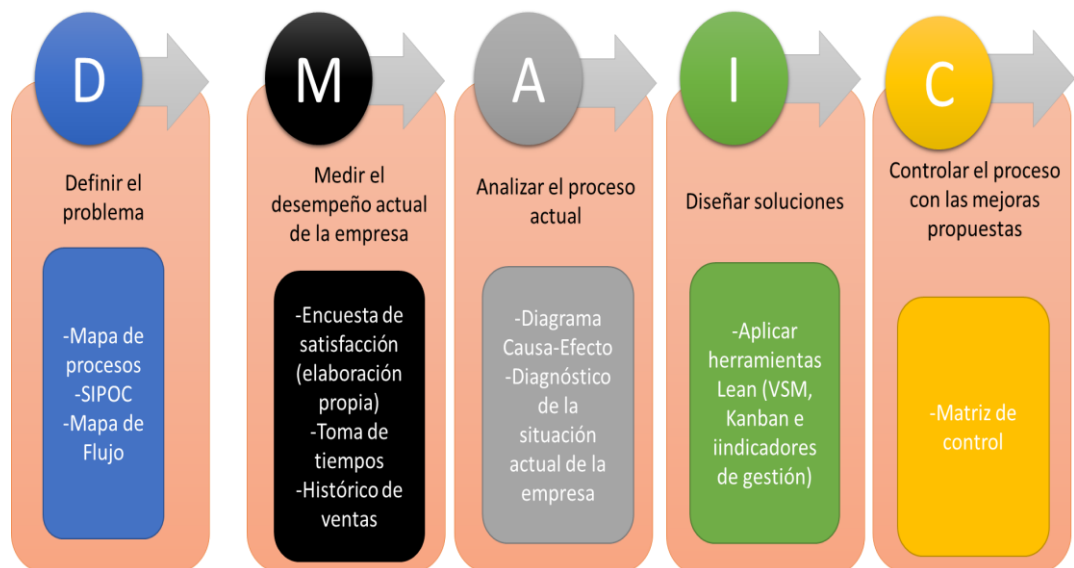 D
Definir el
problema
-Mapa de
procesos
-SIPOC
-Mapa de
Flujo
M
Medir el
desempeño actual
de la empresa
-Encuesta de
satisfacción
(elaboración
propia)
-Toma de
tiempos
-Histórico de
ventas
A
Analizar el proceso
actual
-Diagrama
Causa-Efecto
-Diagnóstico
de la
situación
actual de la
empresa
I
Diseñar soluciones
-Aplicar
herramientas
Lean (VSM,
Kanban e
iindicadores
de gestión)
C
Controlar el proceso
con las mejoras
propuestas
-Matriz de
control